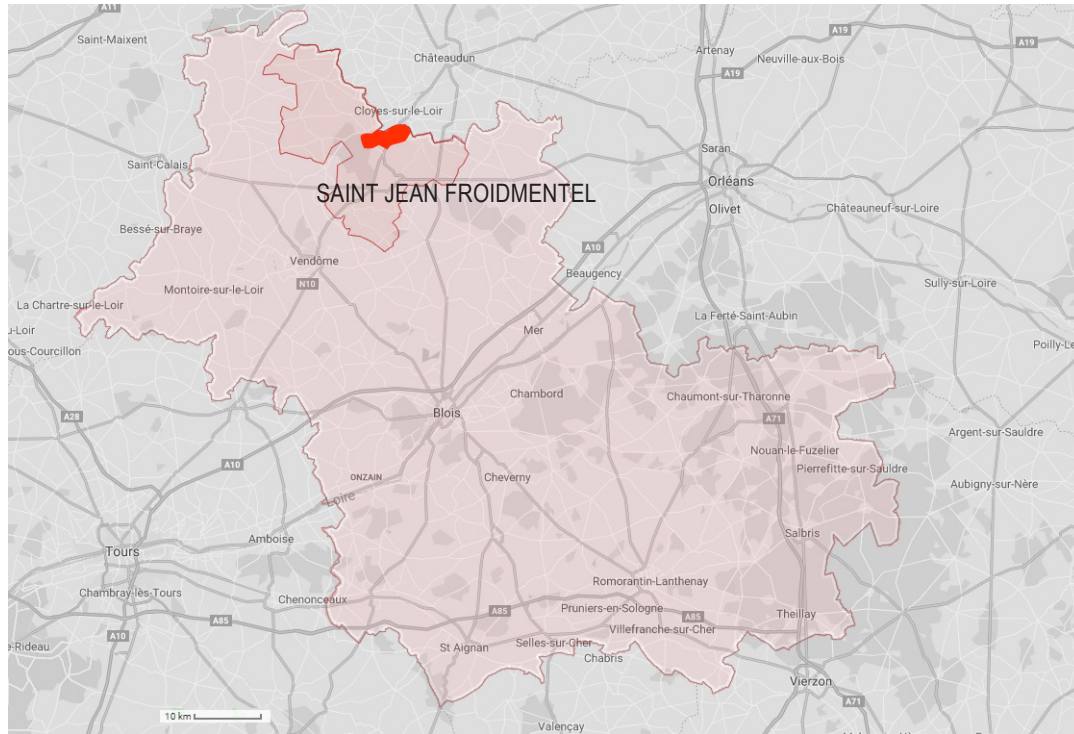 A11
Saint-Maixent
Châteaudun
Artenay
A19
Neuville-aux-Bois
A19
Cloyes-sur-le-Loir
Saint-Calais
Saran
Orléans
SAINT JEAN FROIDMENTEL
Olivet
Châteauneuf-sur-Loire
Bessé-sur-Braye
A10
Vendôme
Beaugency
Montoire-sur-le-Loir
N10
Sully-sur-Loire
La Chartre-sur-le-Loir
La Ferté-Saint-Aubin
u-Loir
Mer
ous-Courcillon
Poilly-Le
Chambord
Chaumont-sur-Tharonne
A28
Blois
A71
Argent-sur-Sauldre
Nouan-le-Fuzelier
A10
Pierrefitte-sur-Sauldre
ONZAIN
Cheverny
Aubigny-sur-Nère
Loire
Salbris
Amboise
Tours
Romorantin-Lanthenay
Chambray-lès-Tours
Chenonceaux
A85
Pruniers-en-Sologne
A85
Theillay
A85
Villefranche-sur-Cher
A10
St Aignan
Selles-sur-Cher
e-Rideau
Chabris
Vierzon
A71
10 km
Valençay